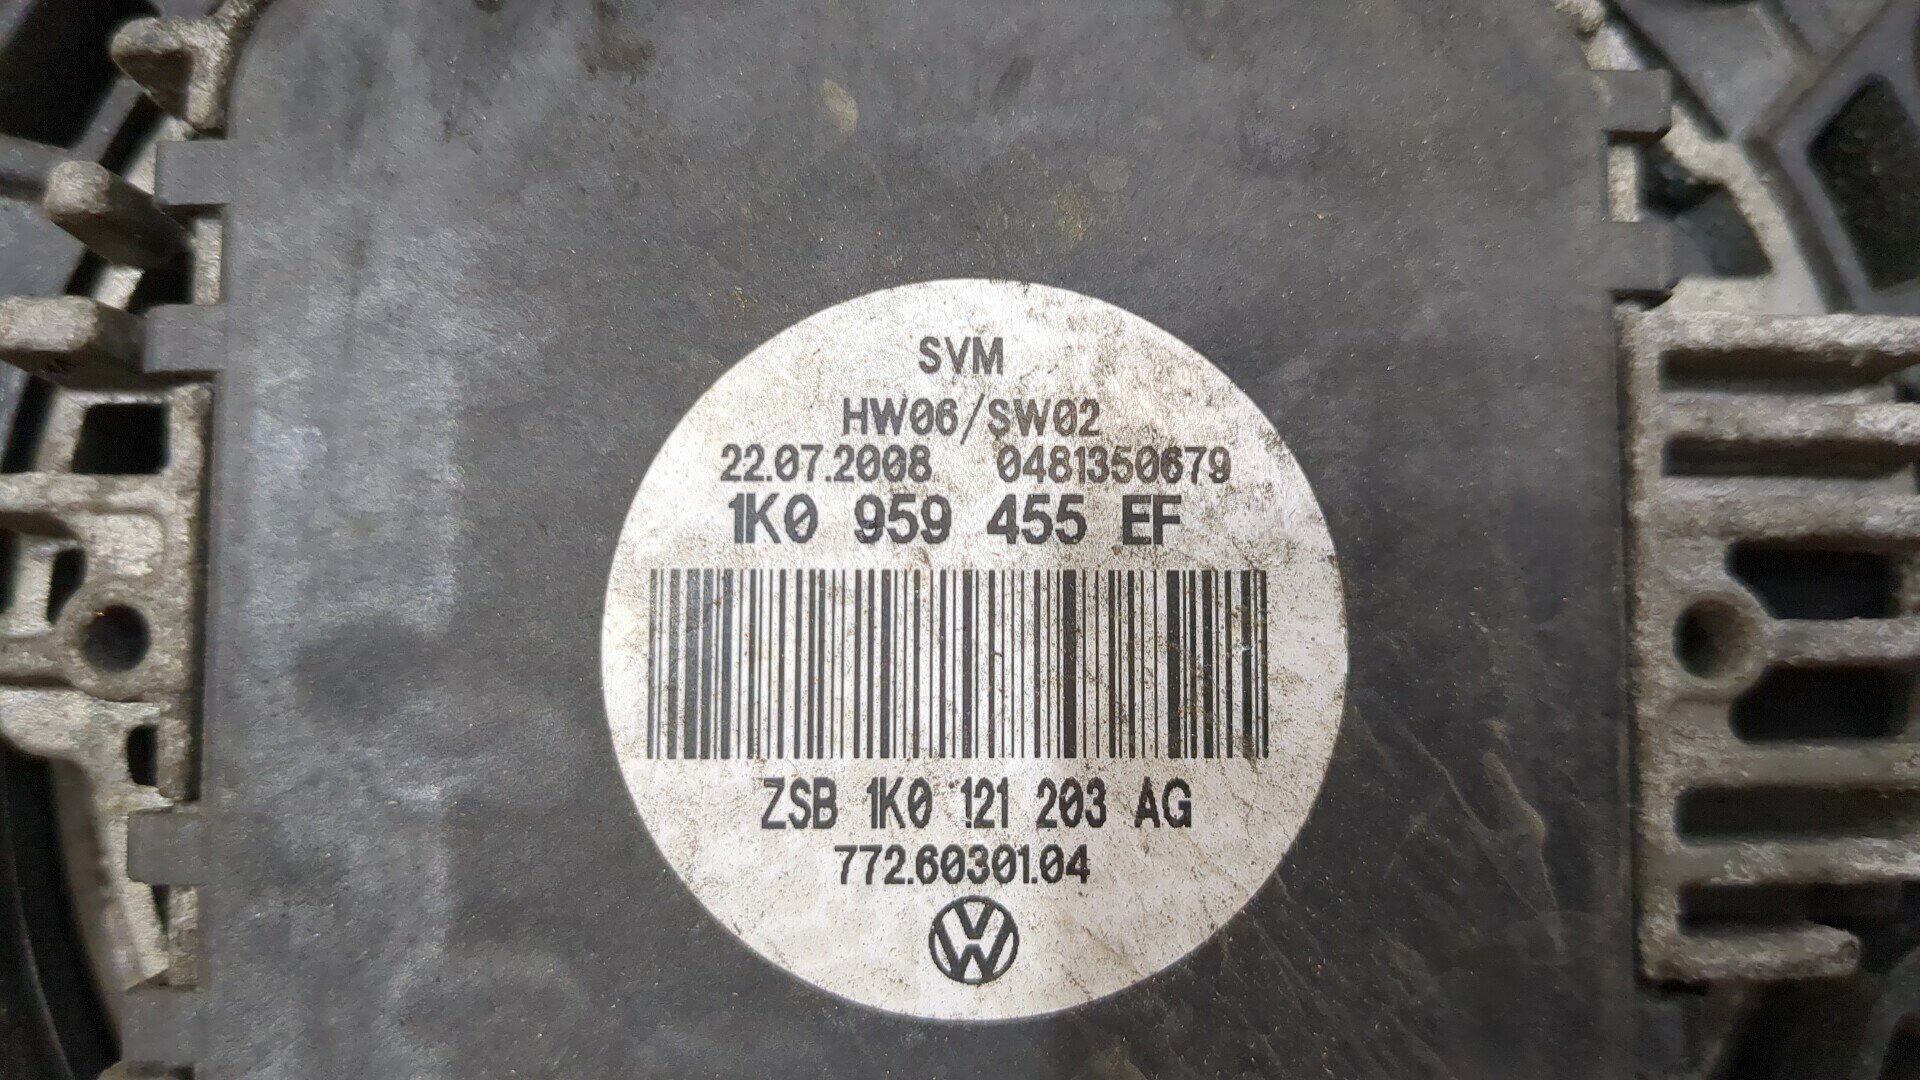 SVM
HW06/SW02
22.07.2008 0481350679
1K0 959 455 EF
ZSB 1K0 121 203 AG
772.60301.04